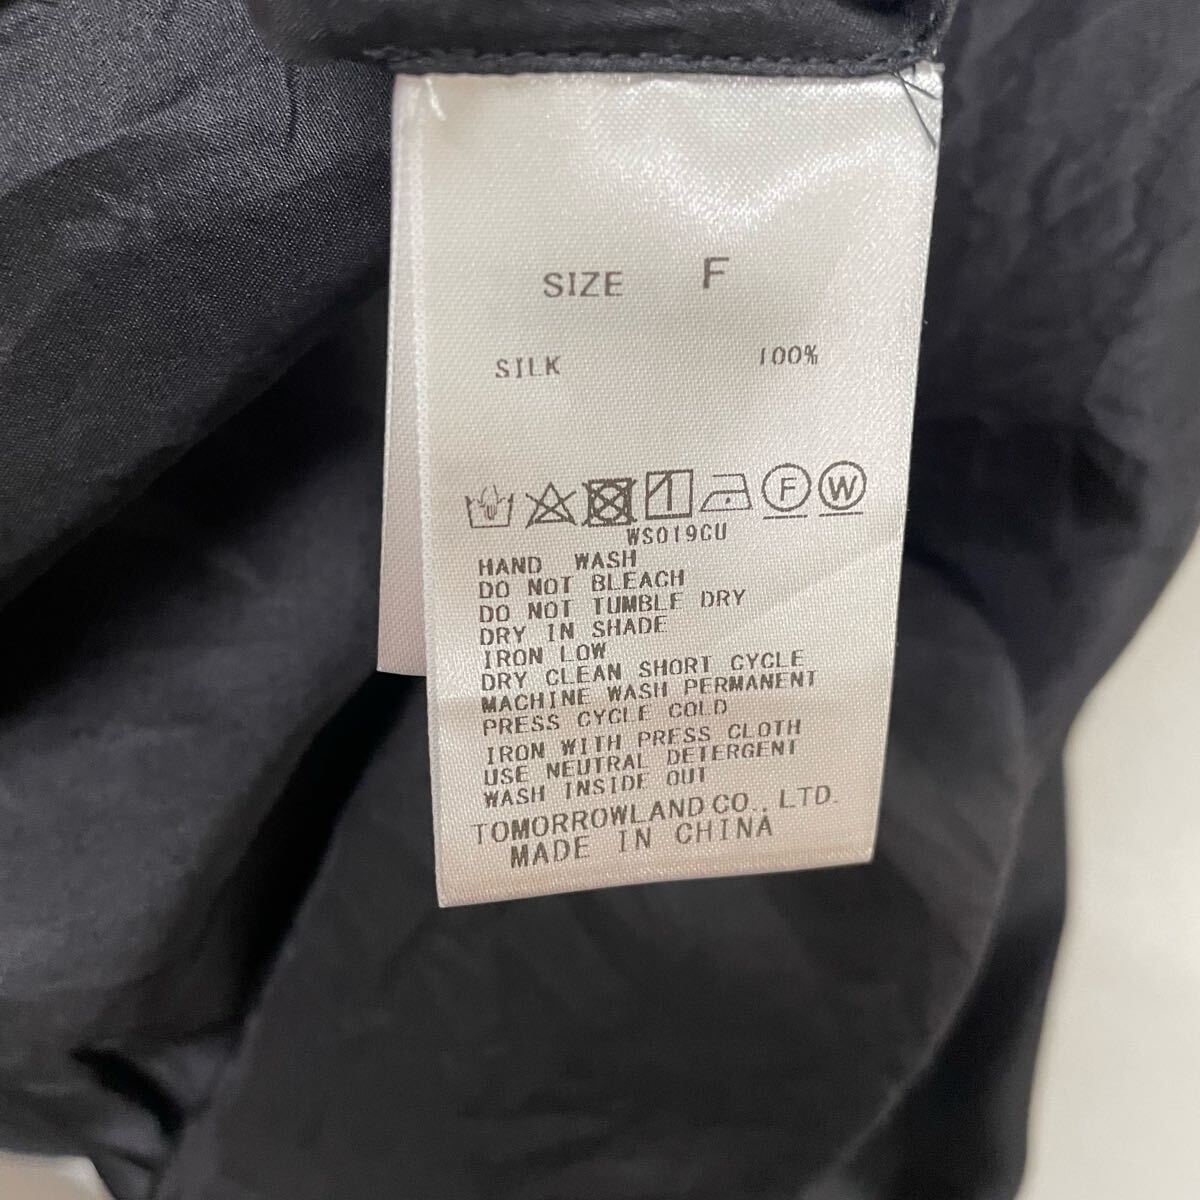 SIZE F
SILK 100%
F W
WS019CU
HAND WASH
DO NOT BLEACH
DO NOT TUMBLE DRY
DRY IN SHADE
IRON LOW
DRY CLEAN SHORT CYCLE
MACHINE WASH PERMANENT
PRESS CYCLE COLD
IRON WITH PRESS CLOTH
USE NEUTRAL DETERGENT
WASH INSIDE OUT
TOMORROWLAND CO., LTD.
MADE IN CHINA